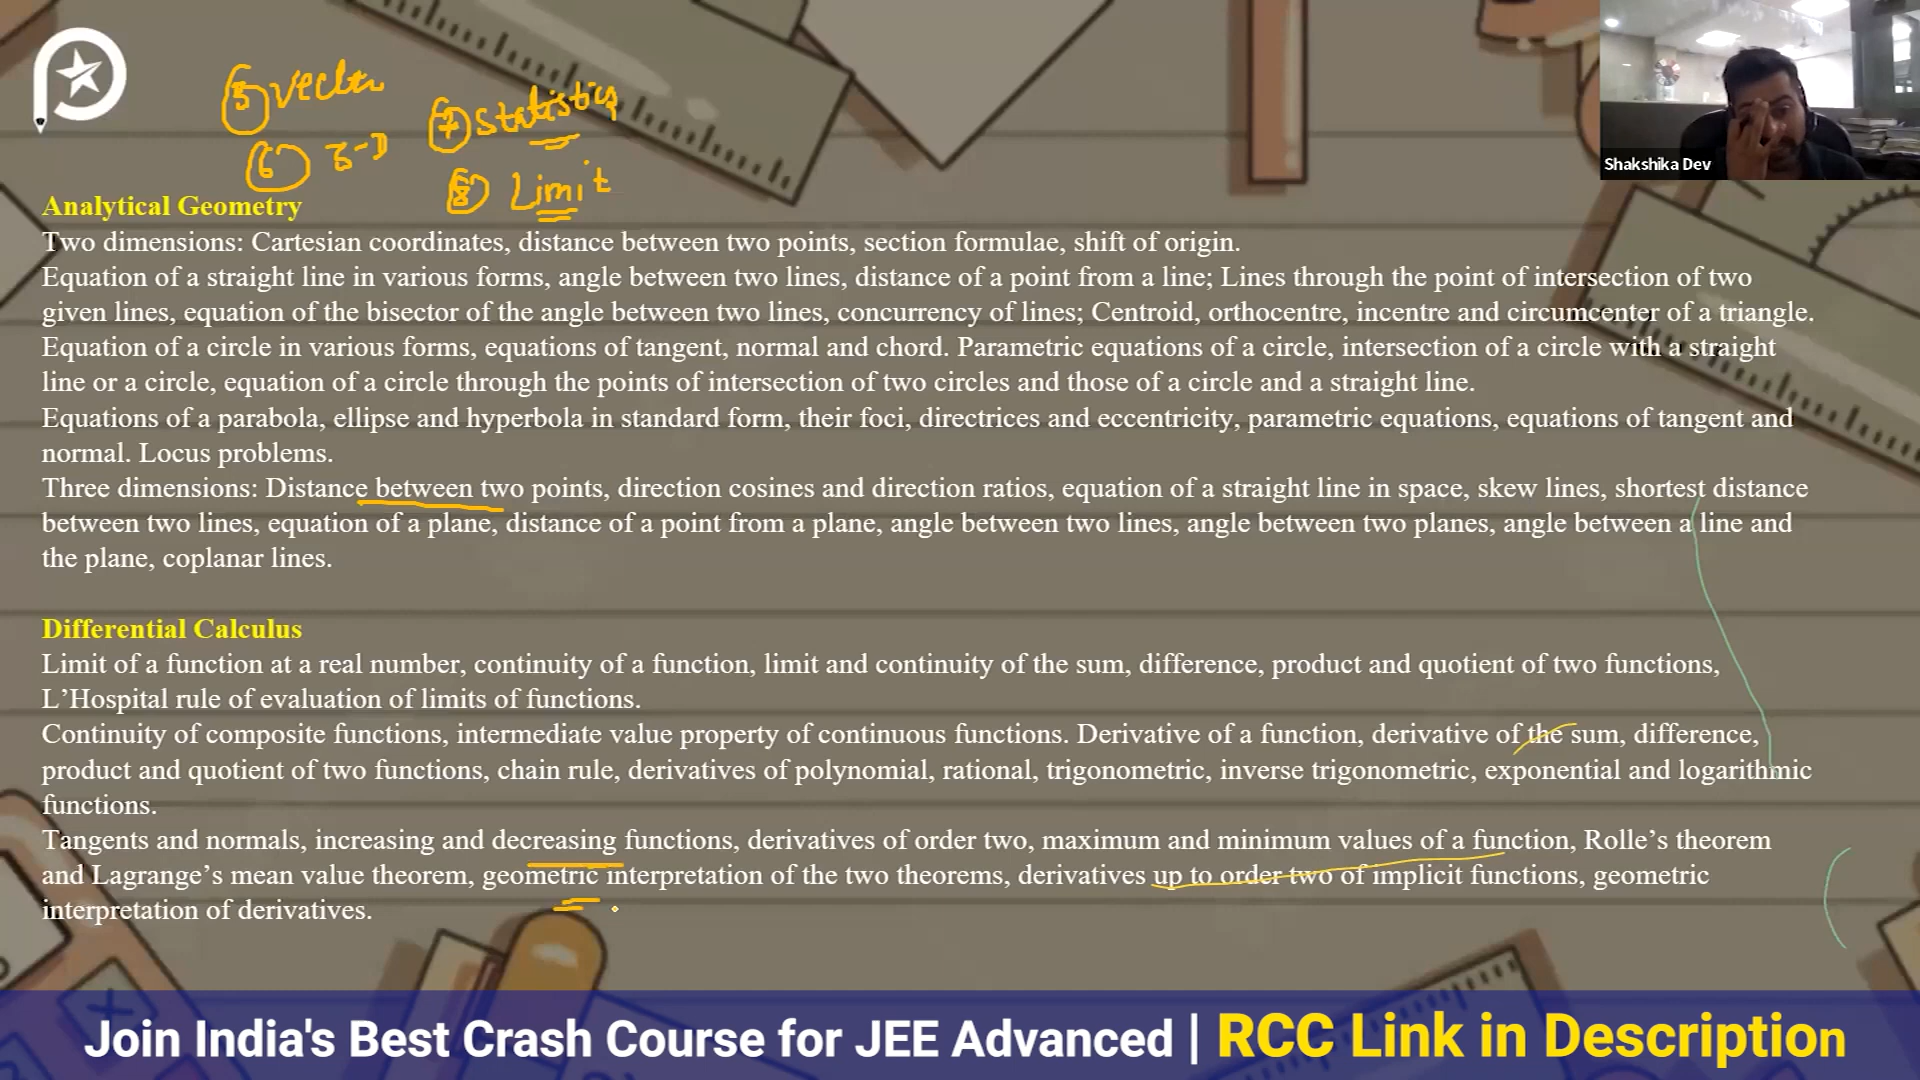 5 Vector
7 Statistics
6 3-D
8 Limit
Shakshika Dev
Analytical Geometry
Two dimensions: Cartesian coordinates, distance between two points, section formulae, shift of origin.
Equation of a straight line in various forms, angle between two lines, distance of a point from a line; Lines through the point of intersection of two
given lines, equation of the bisector of the angle between two lines, concurrency of lines; Centroid, orthocentre, incentre and circumcenter of a triangle.
Equation of a circle in various forms, equations of tangent, normal and chord. Parametric equations of a circle, intersection of a circle with a straight
line or a circle, equation of a circle through the points of intersection of two circles and those of a circle and a straight line.
Equations of a parabola, ellipse and hyperbola in standard form, their foci, directrices and eccentricity, parametric equations, equations of tangent and
normal. Locus problems.
Three dimensions: Distance between two points, direction cosines and direction ratios, equation of a straight line in space, skew lines, shortest distance
between two lines, equation of a plane, distance of a point from a plane, angle between two lines, angle between two planes, angle between a line and
the plane, coplanar lines.
Differential Calculus
Limit of a function at a real number, continuity of a function, limit and continuity of the sum, difference, product and quotient of two functions,
L’Hospital rule of evaluation of limits of functions.
Continuity of composite functions, intermediate value property of continuous functions. Derivative of a function, derivative of the sum, difference,
product and quotient of two functions, chain rule, derivatives of polynomial, rational, trigonometric, inverse trigonometric, exponential and logarithmic
functions.
Tangents and normals, increasing and decreasing functions, derivatives of order two, maximum and minimum values of a function, Rolle’s theorem
and Lagrange’s mean value theorem, geometric interpretation of the two theorems, derivatives up to order two of implicit functions, geometric
interpretation of derivatives.
Join India's Best Crash Course for JEE Advanced | RCC Link in Description